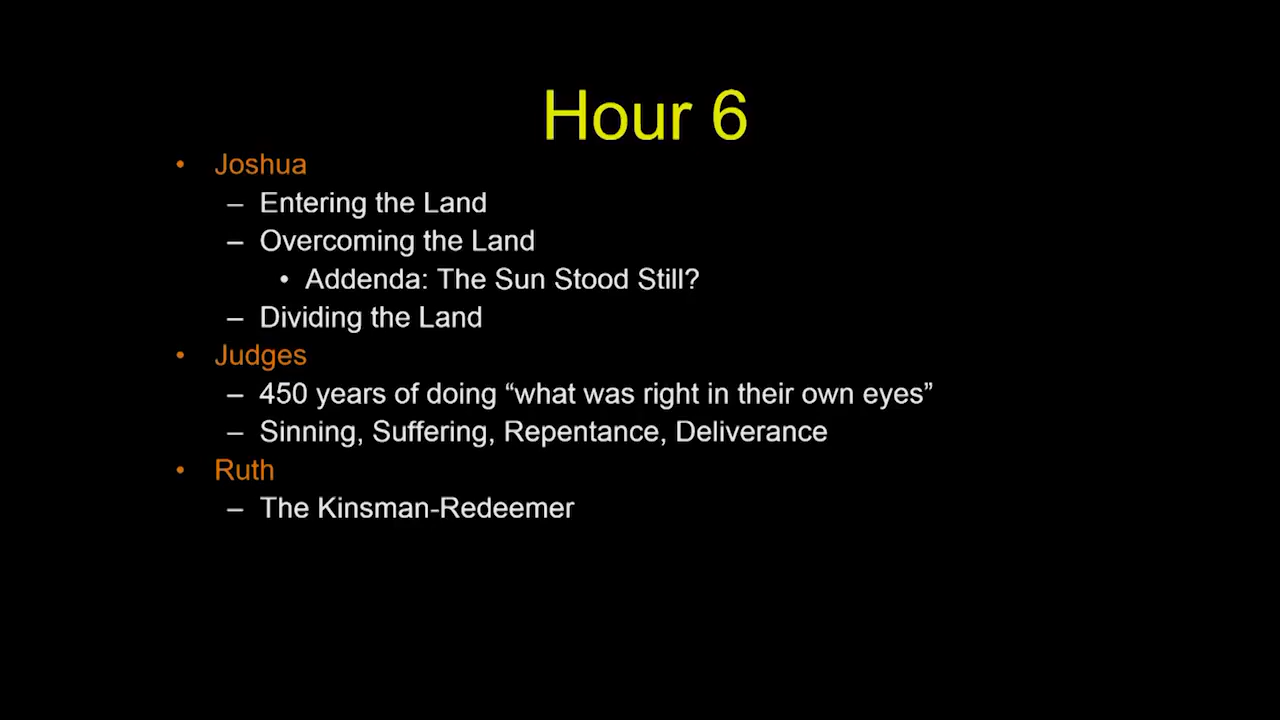 Hour 6
• Joshua
– Entering the Land
– Overcoming the Land
• Addenda: The Sun Stood Still?
– Dividing the Land
• Judges
– 450 years of doing “what was right in their own eyes”
– Sinning, Suffering, Repentance, Deliverance
• Ruth
– The Kinsman-Redeemer